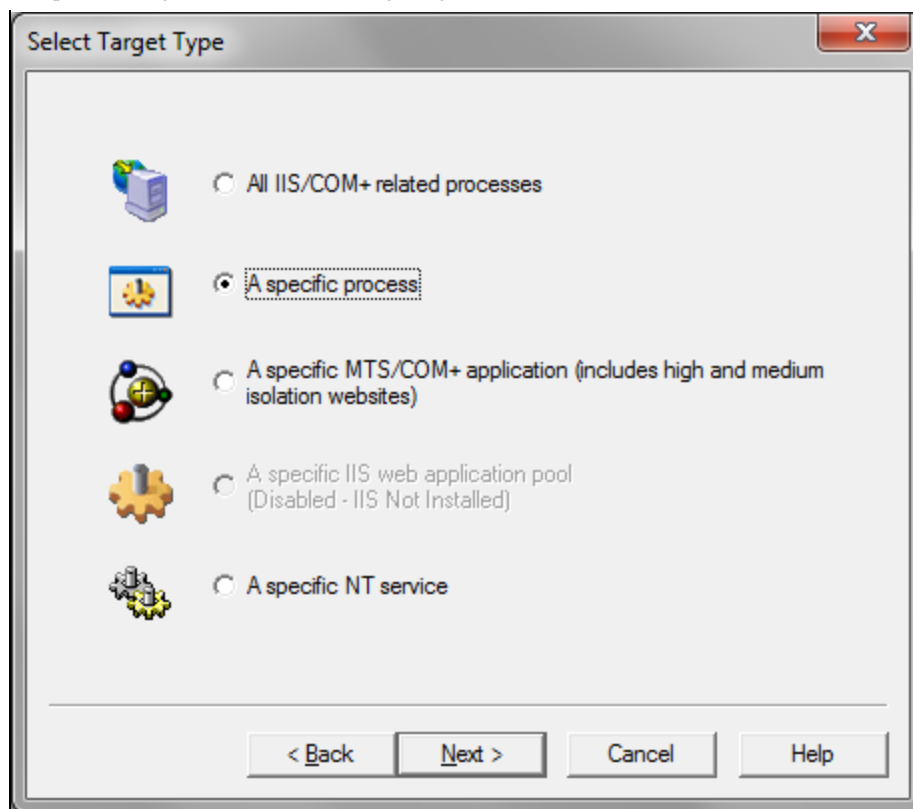 Select Target Type
All IIS/COM+ related processes
A specific process
A specific MTS/COM+ application (includes high and medium
isolation websites)
A specific IIS web application pool
(Disabled - IIS Not Installed)
A specific NT service
< Back Next > Cancel Help